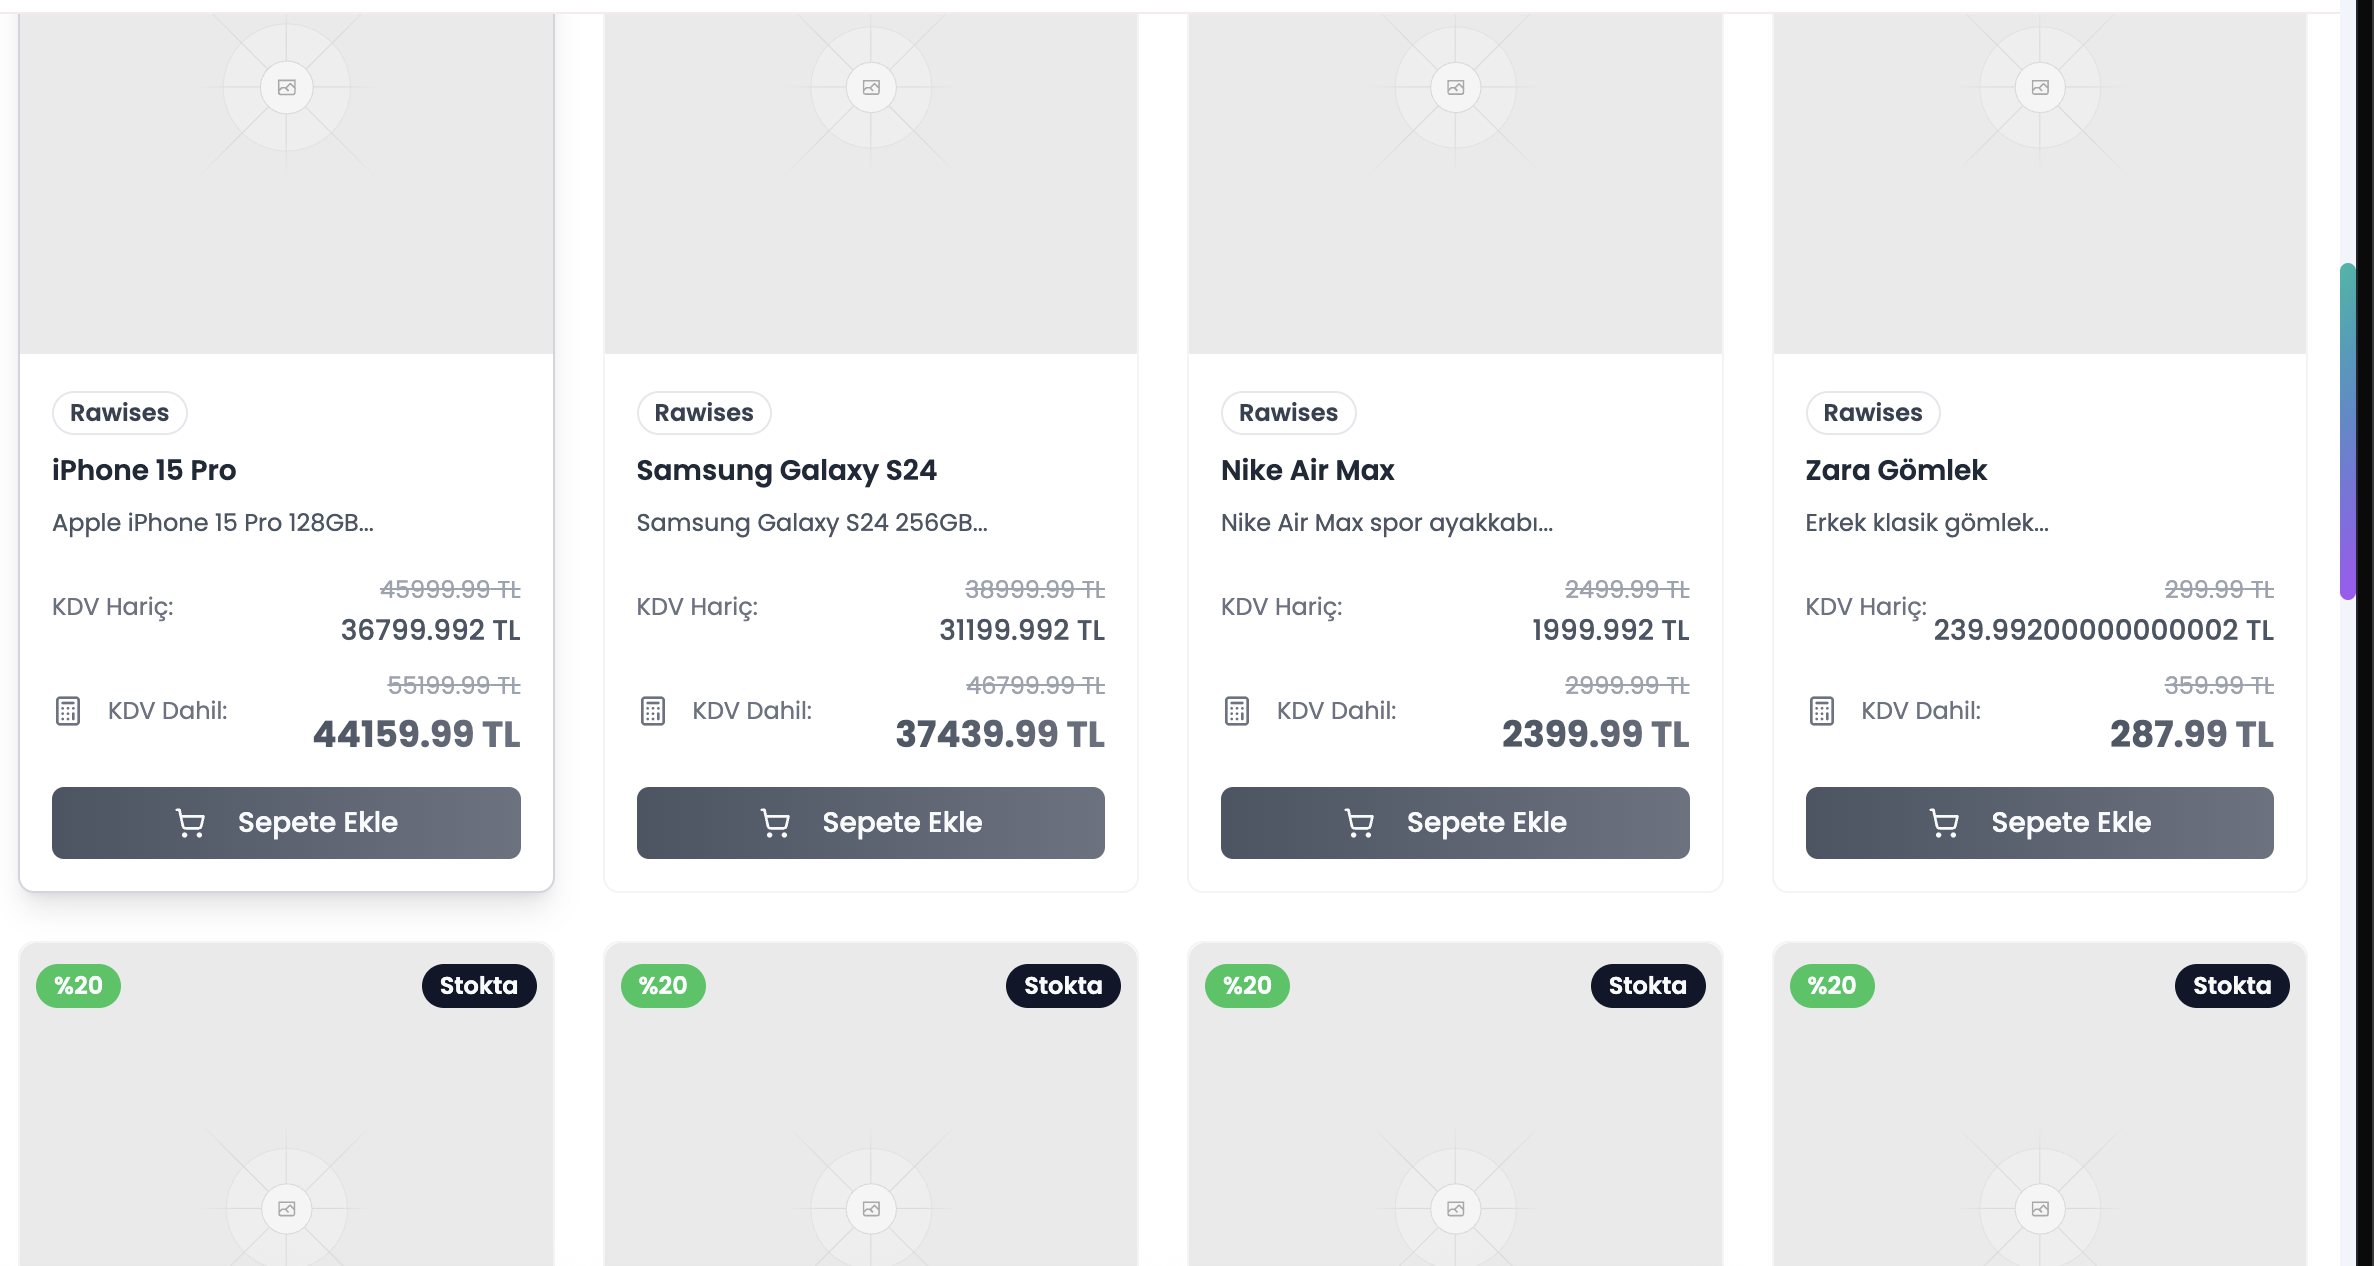 Rawises
iPhone 15 Pro
Apple iPhone 15 Pro 128GB...
KDV Hariç:
45999.99 TL
36799.992 TL
KDV Dahil:
55199.99 TL
44159.99 TL
Sepete Ekle
Rawises
Samsung Galaxy S24
Samsung Galaxy S24 256GB...
KDV Hariç:
38999.99 TL
31199.992 TL
KDV Dahil:
46799.99 TL
37439.99 TL
Sepete Ekle
Rawises
Nike Air Max
Nike Air Max spor ayakkabı...
KDV Hariç:
2499.99 TL
1999.992 TL
KDV Dahil:
2999.99 TL
2399.99 TL
Sepete Ekle
Rawises
Zara Gömlek
Erkek klasik gömlek...
KDV Hariç:
299.99 TL
239.99200000000002 TL
KDV Dahil:
359.99 TL
287.99 TL
Sepete Ekle
%20
Stokta
%20
Stokta
%20
Stokta
%20
Stokta